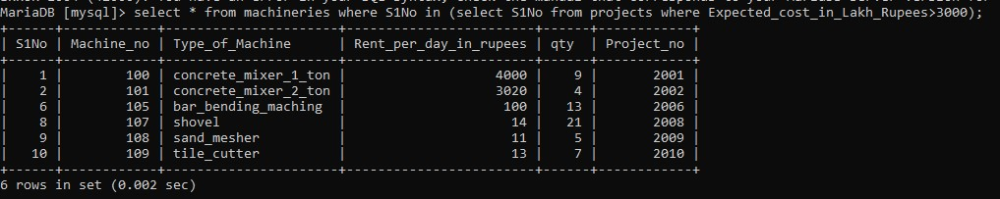 MariaDB [mysql]> select * from machineries where S1No in (select S1No from projects where Expected_cost_in_Lakh_Rupees>3000);
+------+------------+----------------------+------------------------+------+------------+
| S1No | Machine_no | Type_of_Machine      | Rent_per_day_in_rupees | qty  | Project_no |
+------+------------+----------------------+------------------------+------+------------+
|    1 |        100 | concrete_mixer_1_ton |                   4000 |    9 |       2001 |
|    2 |        101 | concrete_mixer_2_ton |                   3020 |    4 |       2002 |
|    6 |        105 | bar_bending_maching  |                    100 |   13 |       2006 |
|    8 |        107 | shovel               |                     14 |   21 |       2008 |
|    9 |        108 | sand_mesher          |                     11 |    5 |       2009 |
|   10 |        109 | tile_cutter          |                     13 |    7 |       2010 |
+------+------------+----------------------+------------------------+------+------------+
6 rows in set (0.002 sec)